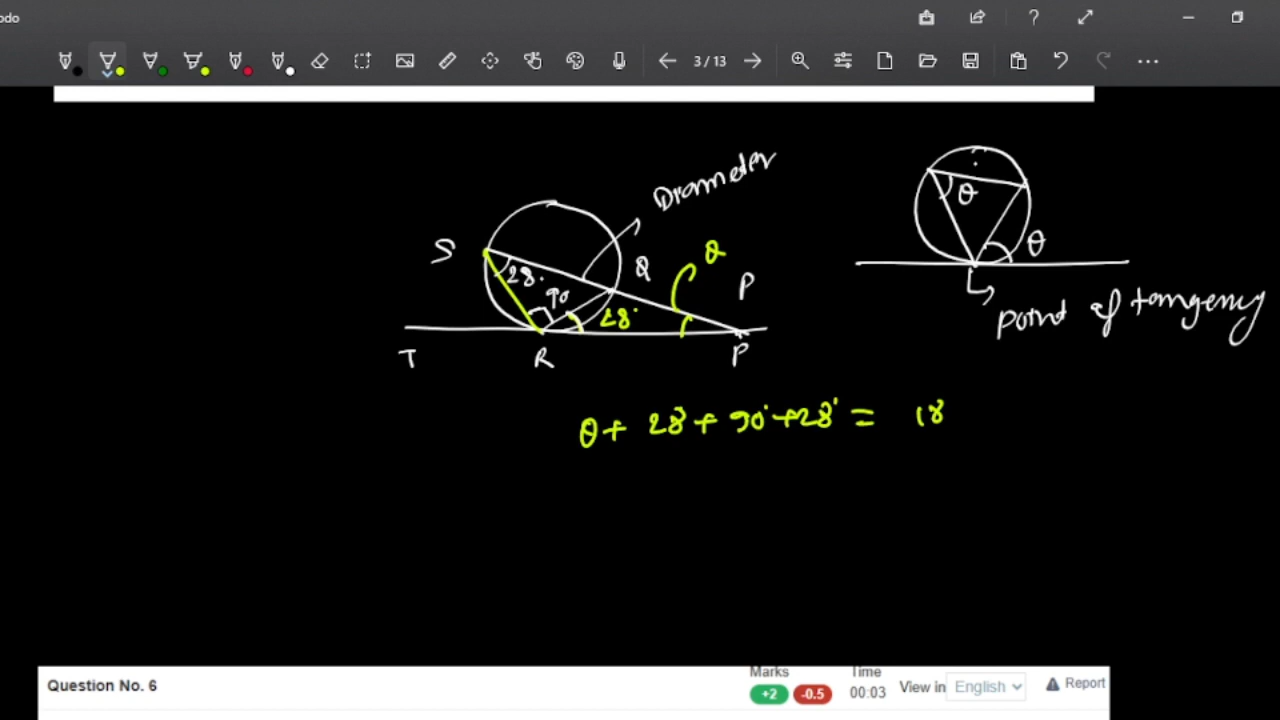 odo
?
3 / 13
Diameter
S
28°
90
Q
28°
θ
P
T
R
P
θ
θ
point of tangency
θ + 28° + 90° + 28° = 18
Question No. 6
Marks
+2
-0.5
Time
00:03
View in
English
Report